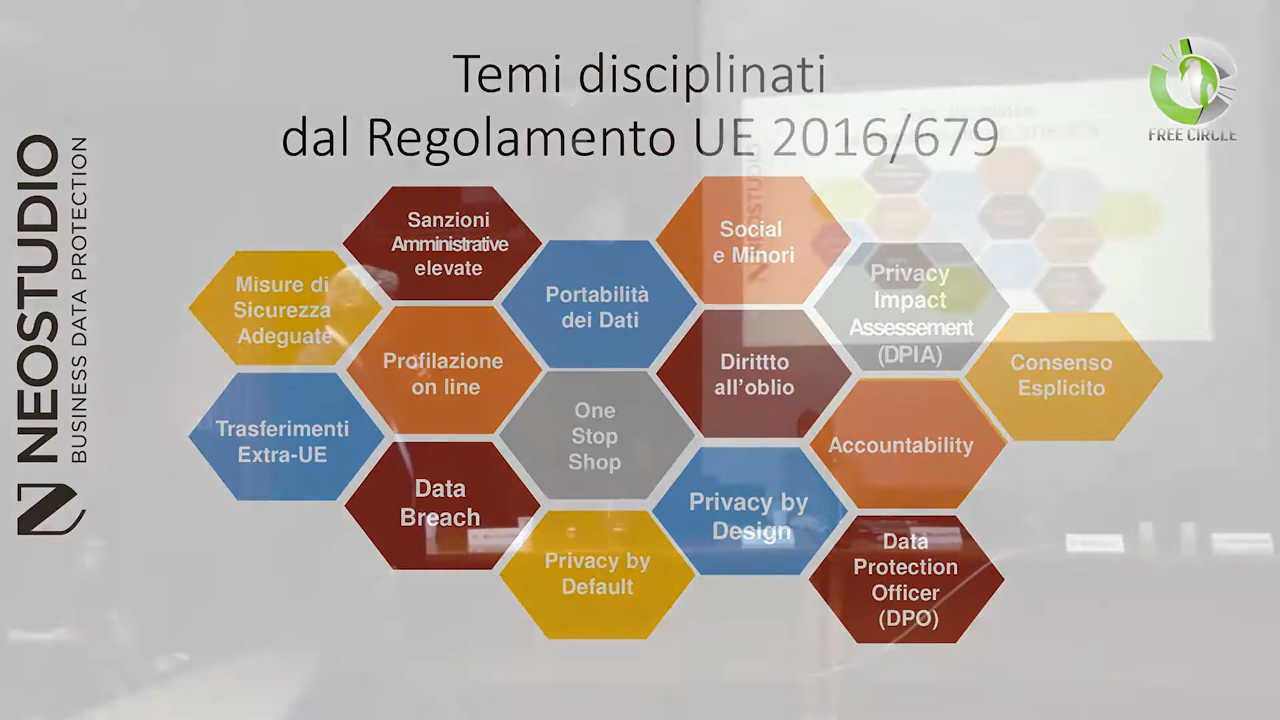 Temi disciplinati
dal Regolamento UE 2016/679
FREE CIRCLE
NEOSTUDIO
BUSINESS DATA PROTECTION
Misure di
Sicurezza
Adeguate
Trasferimenti
Extra-UE
Sanzioni
Amministrative
elevate
Profilazione
on line
Data
Breach
Portabilità
dei Dati
One
Stop
Shop
Privacy by
Default
Social
e Minori
Dirittto
all’oblio
Privacy by
Design
Privacy
Impact
Assessement
(DPIA)
Accountability
Data
Protection
Officer
(DPO)
Consenso
Esplicito